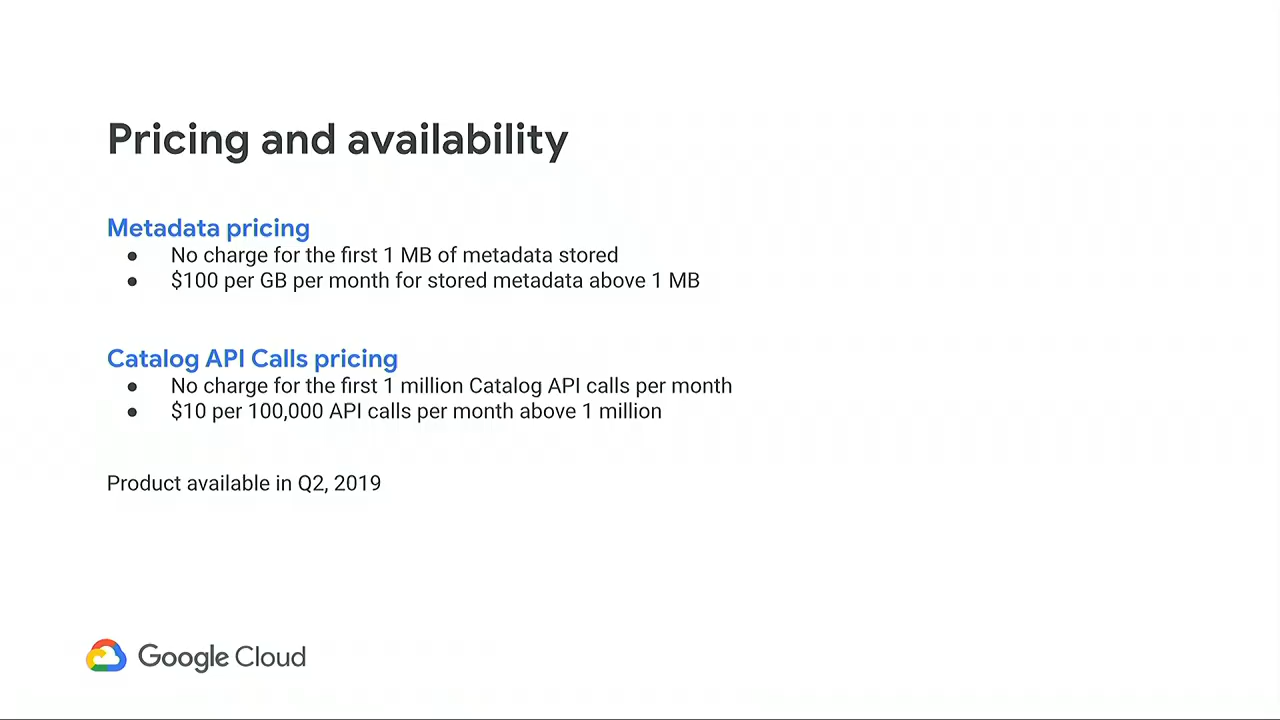 Pricing and availability
Metadata pricing
● No charge for the first 1 MB of metadata stored
● $100 per GB per month for stored metadata above 1 MB
Catalog API Calls pricing
● No charge for the first 1 million Catalog API calls per month
● $10 per 100,000 API calls per month above 1 million
Product available in Q2, 2019
Google Cloud